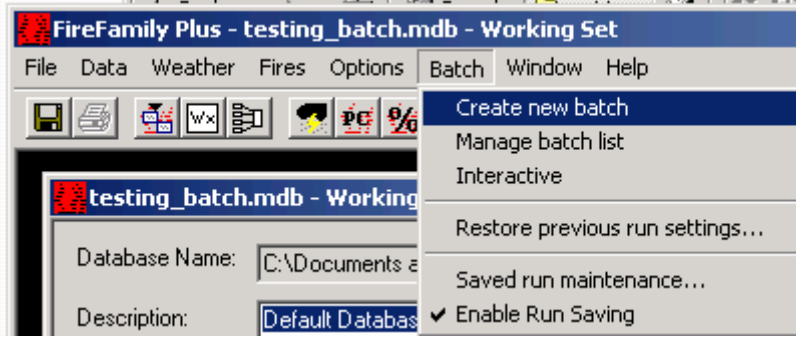 FireFamily Plus - testing_batch.mdb - Working Set
File Data Weather Fires Options Batch Window Help
Wx PC %
Create new batch
Manage batch list
Interactive
Restore previous run settings...
Saved run maintenance...
✔ Enable Run Saving
testing_batch.mdb - Working
Database Name: C:\Documents a
Description: Default Databas